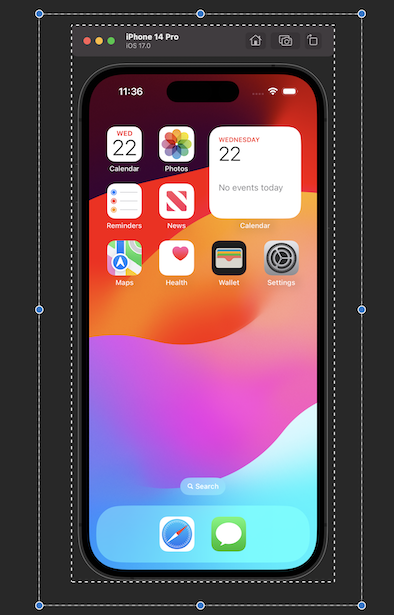 iPhone 14 Pro
iOS 17.0
11:36
WED
22
Calendar
Photos
WEDNESDAY
22
No events today
Calendar
Reminders
News
Maps
Health
Wallet
Settings
Search